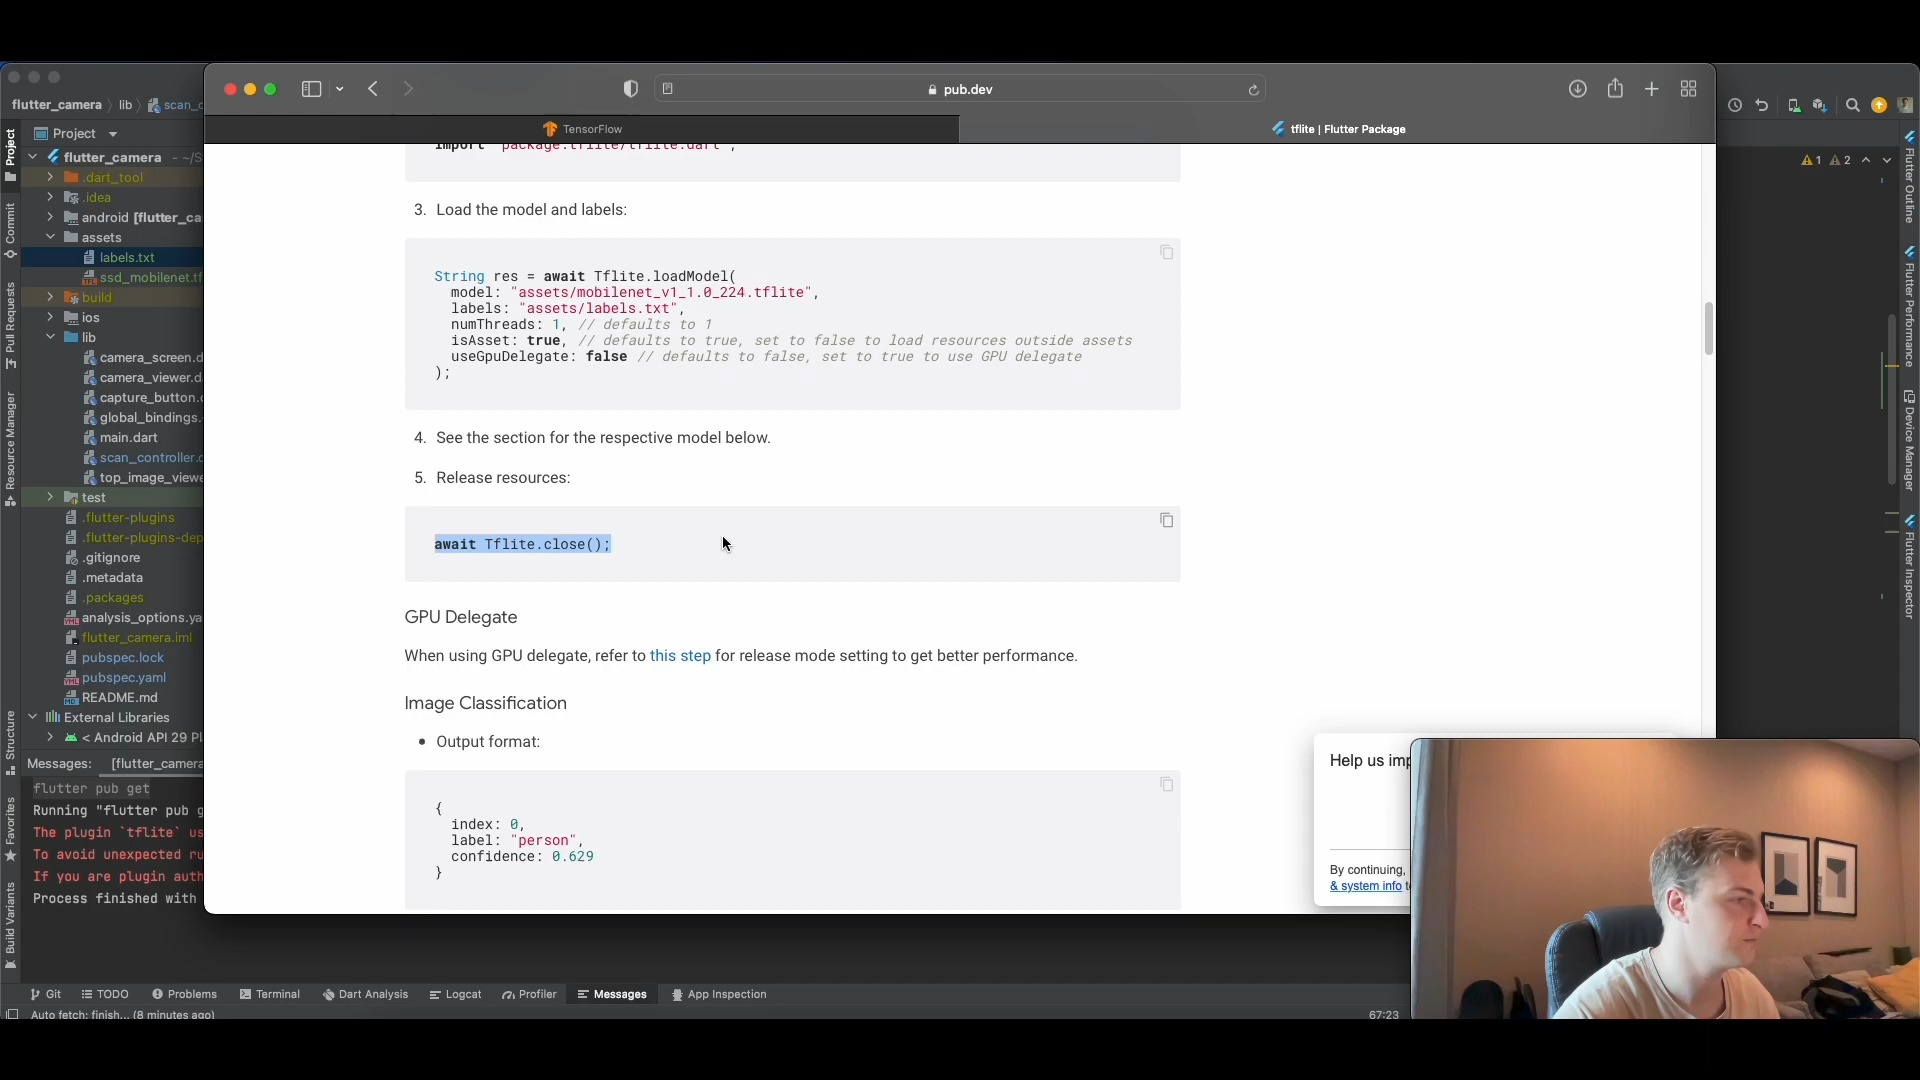 pub.dev
TensorFlow
tflite | Flutter Package
flutter_camera
lib
scan_c
Project
1
2
flutter_camera - ~/S
.dart_tool
.idea
android [flutter_ca
assets
labels.txt
ssd_mobilenet.tf
build
ios
lib
camera_screen.d
camera_viewer.d
capture_button.
global_bindings.
main.dart
scan_controller.
top_image_viewe
test
.flutter-plugins
.flutter-plugins-dep
.gitignore
.metadata
.packages
analysis_options.ya
flutter_camera.iml
pubspec.lock
pubspec.yaml
README.md
External Libraries
< Android API 29 Pl
Project
Commit
Pull Requests
Resource Manager
Structure
Favorites
Build Variants
import 'package:tflite/tflite.dart';
3. Load the model and labels:
String res = await Tflite.loadModel(
model: "assets/mobilenet_v1_1.0_224.tflite",
labels: "assets/labels.txt",
numThreads: 1, // defaults to 1
isAsset: true, // defaults to true, set to false to load resources outside assets
useGpuDelegate: false // defaults to false, set to true to use GPU delegate
);
4. See the section for the respective model below.
5. Release resources:
await Tflite.close();
GPU Delegate
When using GPU delegate, refer to this step for release mode setting to get better performance.
Image Classification
• Output format:
{
index: 0,
label: "person",
confidence: 0.629
}
Help us imp
By continuing,
& system info t
Flutter Outline
Flutter Performance
Device Manager
Flutter Inspector
Messages: [flutter_camera
flutter pub get
Running "flutter pub g
The plugin `tflite` us
To avoid unexpected ru
If you are plugin auth
Process finished with
Git
TODO
Problems
Terminal
Dart Analysis
Logcat
Profiler
Messages
App Inspection
Auto fetch: finish... (8 minutes ago)
67:23